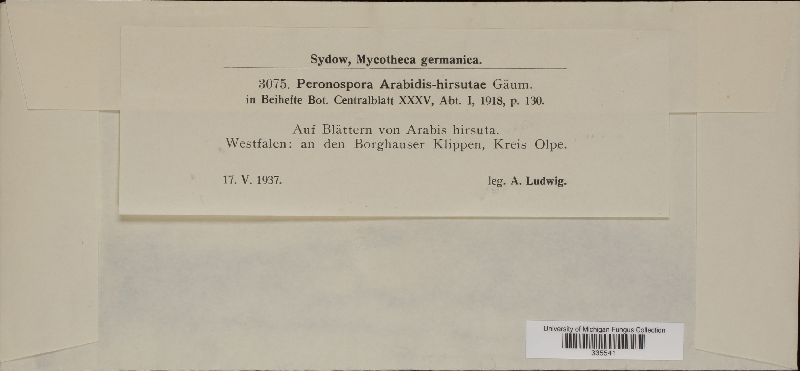 Sydow, Mycotheca germanica.
3075. Peronospora Arabidis-hirsutae Gäum.
in Beihefte Bot. Centralblatt XXXV, Abt. I, 1918, p. 130.
Auf Blättern von Arabis hirsuta.
Westfalen: an den Borghauser Klippen, Kreis Olpe.
17. V. 1937. leg. A. Ludwig.
University of Michigan Fungus Collection
335541